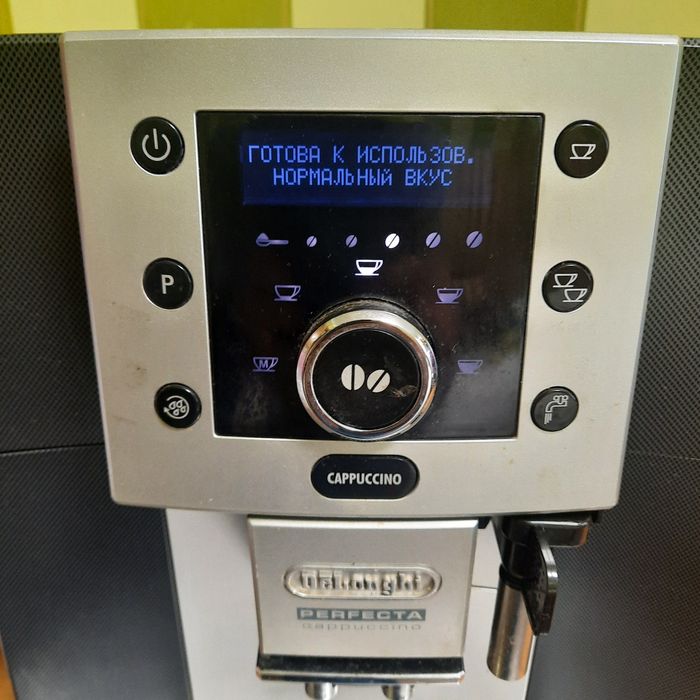 ГОТОВА К ИСПОЛЬЗОВ.
НОРМАЛЬНЫЙ ВКУС
P
M
CAPPUCCINO
DeLonghi
PERFECTA
cappuccino